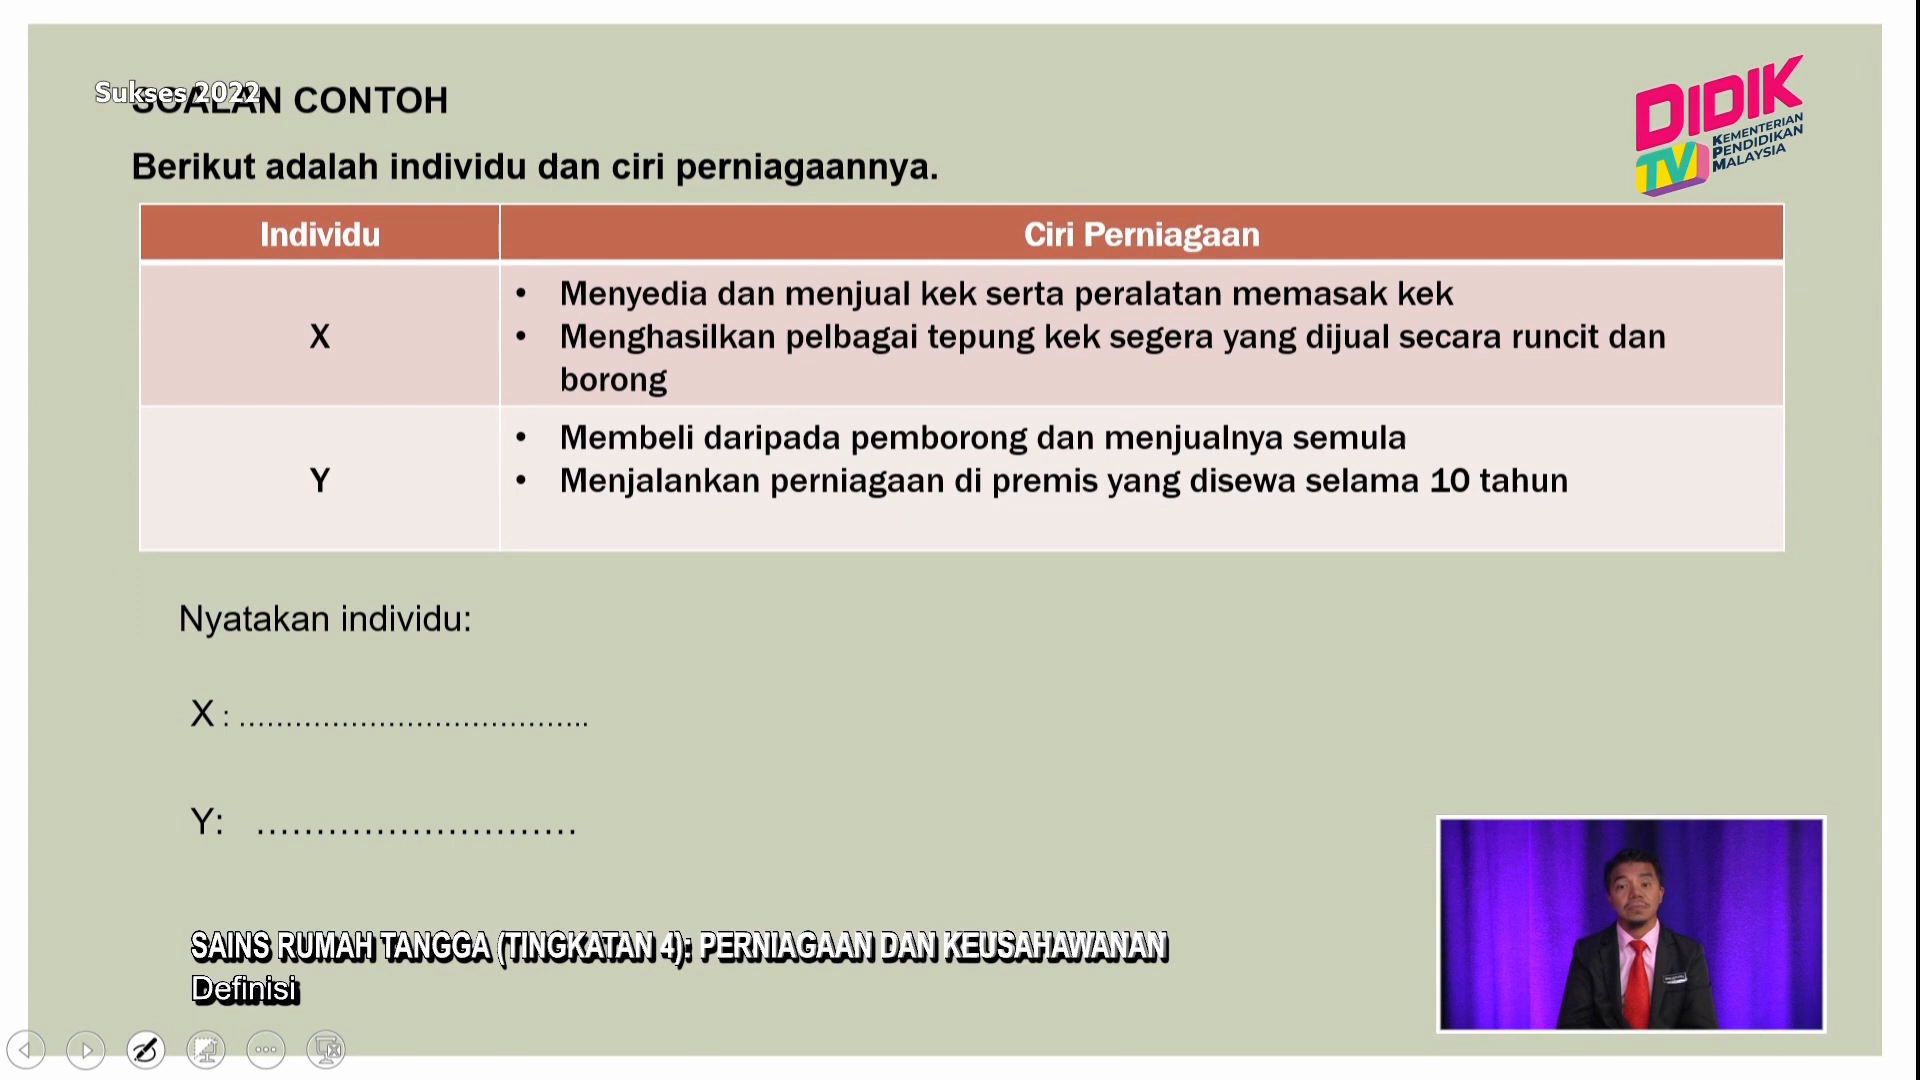 Sukses 2022
SOALAN CONTOH
DIDIK
TV
KEMENTERIAN
PENDIDIKAN
MALAYSIA
Berikut adalah individu dan ciri perniagaannya.
Individu
Ciri Perniagaan
X
• Menyedia dan menjual kek serta peralatan memasak kek
• Menghasilkan pelbagai tepung kek segera yang dijual secara runcit dan
borong
Y
• Membeli daripada pemborong dan menjualnya semula
• Menjalankan perniagaan di premis yang disewa selama 10 tahun
Nyatakan individu:
X : ………………………………..
Y: ………………………
SAINS RUMAH TANGGA (TINGKATAN 4): PERNIAGAAN DAN KEUSAHAWANAN
Definisi